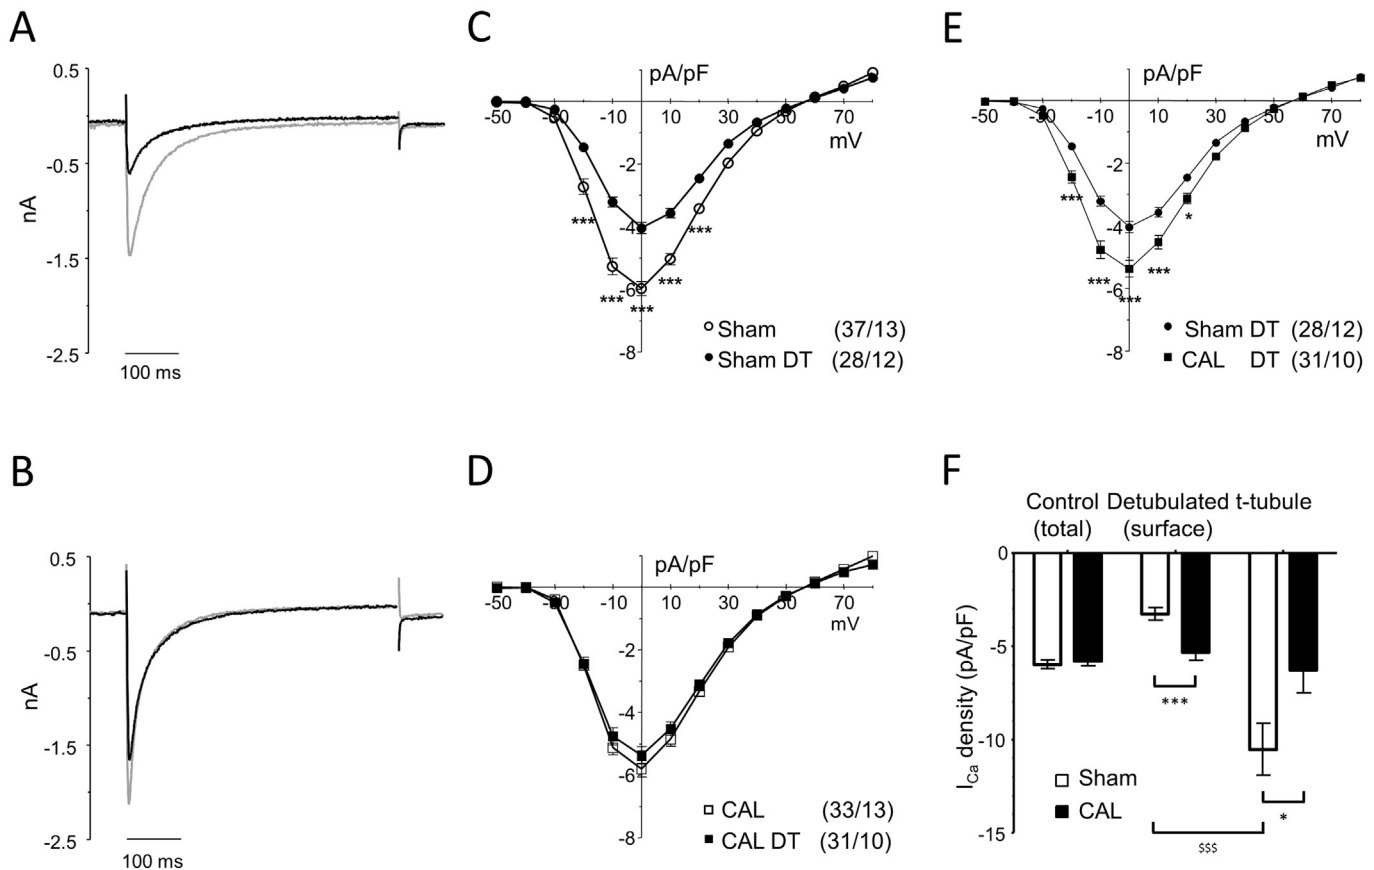 A
0.5
-0.5
nA
-1.5
-2.5
100 ms
C
pA/pF
-50 -30 -10 10 30 50 70
mV
-2
-4
-6
-8
***
***
***
***
***
Sham (37/13)
Sham DT (28/12)
E
pA/pF
-50 -30 -10 10 30 50 70
mV
-2
-4
-6
-8
***
***
***
***
*
Sham DT (28/12)
CAL DT (31/10)
B
0.5
-0.5
nA
-1.5
-2.5
100 ms
D
pA/pF
-50 -30 -10 10 30 50 70
mV
-2
-4
-6
-8
CAL (33/13)
CAL DT (31/10)
F
Control Detubulated t-tubule
(total) (surface)
0
-5
-10
-15
I_Ca density (pA/pF)
***
*
$$$
Sham
CAL